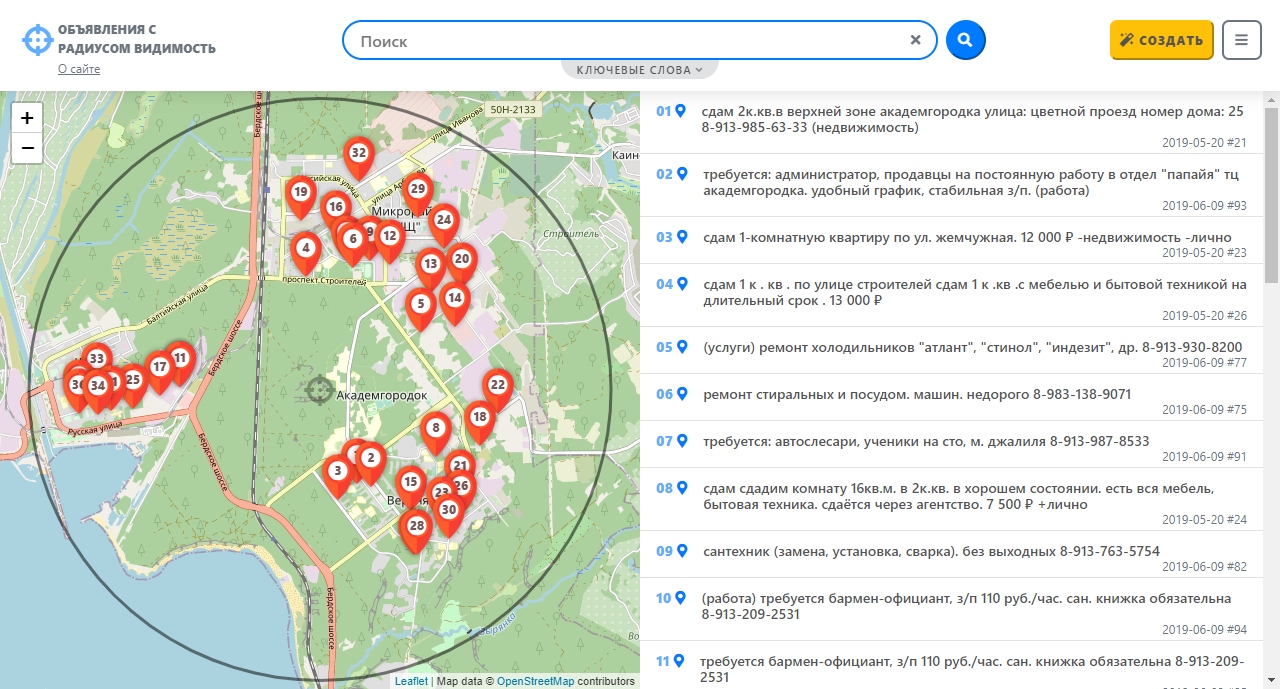 ОБЪЯВЛЕНИЯ С
РАДИУСОМ ВИДИМОСТЬ
О сайте
Поиск
КЛЮЧЕВЫЕ СЛОВА
СОЗДАТЬ
+
−
50Н-2133
Бердское шоссе
улица Иванова
32
19
29
16
Микрорай
Щ"
24
9
6
12
4
Строитель
13
20
проспект Строителей
5
14
Балтийская улица
Бердское шоссе
33
11
17
25
34
22
Академгородок
18
8
Русская улица
Бердское шоссе
2
3
21
15
26
23
30
28
Бердское шоссе
Leaflet | Map data © OpenStreetMap contributors
01 сдам 2к.кв.в верхней зоне академгородка улица: цветной проезд номер дома: 25
8-913-985-63-33 (недвижимость)
2019-05-20 #21
02 требуется: администратор, продавцы на постоянную работу в отдел "папайя" тц
академгородка. удобный график, стабильная з/п. (работа)
2019-06-09 #93
03 сдам 1-комнатную квартиру по ул. жемчужная. 12 000 ₽ -недвижимость -лично
2019-05-20 #23
04 сдам 1 к . кв . по улице строителей сдам 1 к .кв .с мебелью и бытовой техникой на
длительный срок . 13 000 ₽
2019-05-20 #26
05 (услуги) ремонт холодильников "атлант", "стинол", "индезит", др. 8-913-930-8200
2019-06-09 #77
06 ремонт стиральных и посудом. машин. недорого 8-983-138-9071
2019-06-09 #75
07 требуется: автослесари, ученики на сто, м. джалиля 8-913-987-8533
2019-06-09 #91
08 сдам сдадим комнату 16кв.м. в 2к.кв. в хорошем состоянии. есть вся мебель,
бытовая техника. сдаётся через агентство. 7 500 ₽ +лично
2019-05-20 #24
09 сантехник (замена, установка, сварка). без выходных 8-913-763-5754
2019-06-09 #82
10 (работа) требуется бармен-официант, з/п 110 руб./час. сан. книжка обязательна
8-913-209-2531
2019-06-09 #94
11 требуется бармен-официант, з/п 110 руб./час. сан. книжка обязательна 8-913-209-
2531